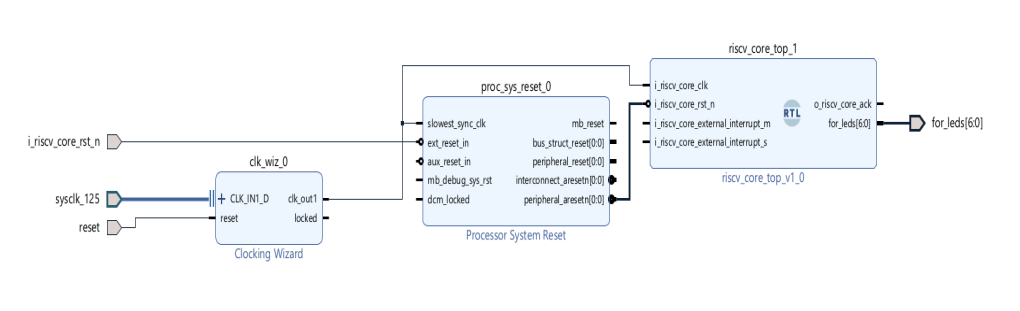 riscv_core_top_1
i_riscv_core_clk
i_riscv_core_rst_n
i_riscv_core_external_interrupt_m
i_riscv_core_external_interrupt_s
RTL
o_riscv_core_ack
for_leds[6:0]
riscv_core_top_v1_0
for_leds[6:0]
proc_sys_reset_0
slowest_sync_clk
ext_reset_in
aux_reset_in
mb_debug_sys_rst
dcm_locked
mb_reset
bus_struct_reset[0:0]
peripheral_reset[0:0]
interconnect_aresetn[0:0]
peripheral_aresetn[0:0]
Processor System Reset
i_riscv_core_rst_n
sysclk_125
reset
clk_wiz_0
CLK_IN1_D
reset
clk_out1
locked
Clocking Wizard